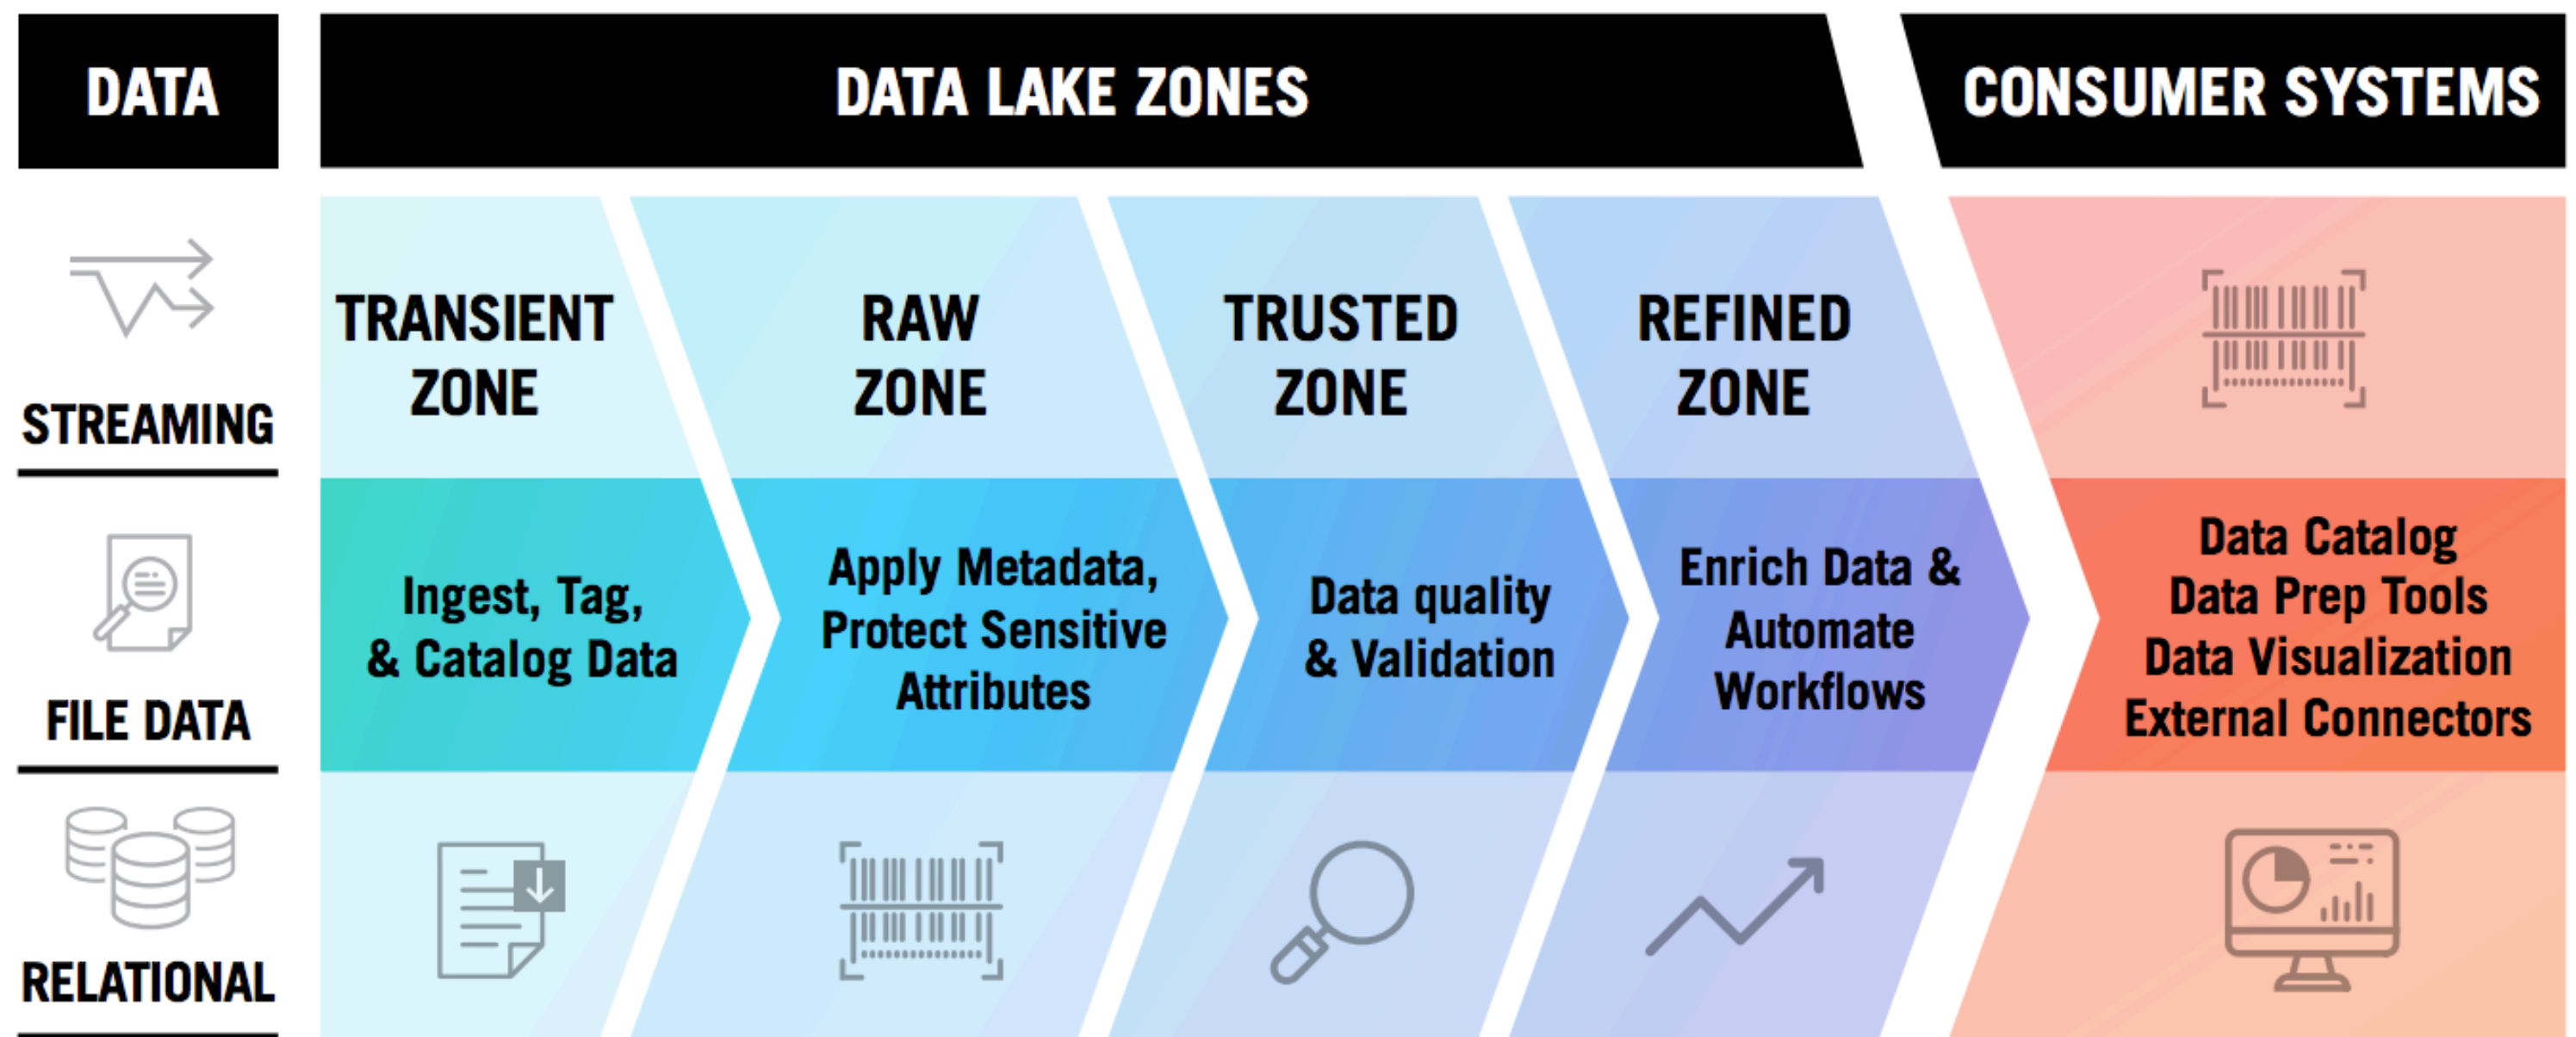 DATA
DATA LAKE ZONES
CONSUMER SYSTEMS
STREAMING
FILE DATA
RELATIONAL
TRANSIENT
ZONE
Ingest, Tag,
& Catalog Data
RAW
ZONE
Apply Metadata,
Protect Sensitive
Attributes
TRUSTED
ZONE
Data quality
& Validation
REFINED
ZONE
Enrich Data &
Automate
Workflows
Data Catalog
Data Prep Tools
Data Visualization
External Connectors